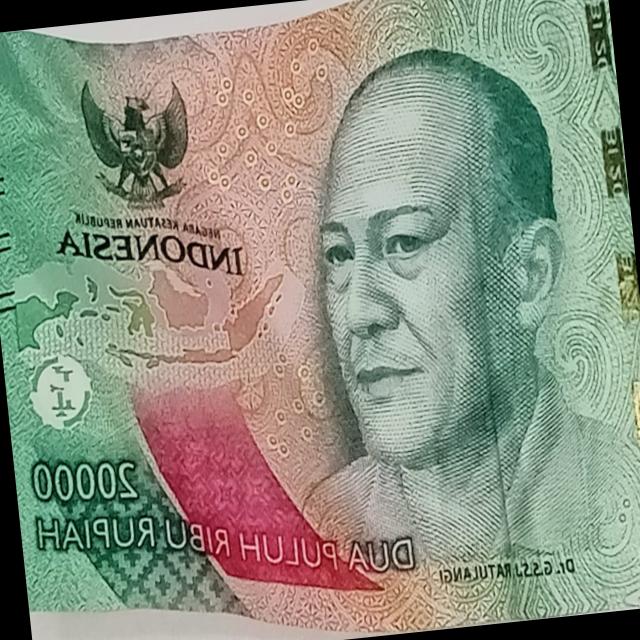 NEGARA KESATUAN REPUBLIK
INDONESIA
20000
DUA PULUH RIBU RUPIAH
Dr. G.S.S.J. RATULANGI